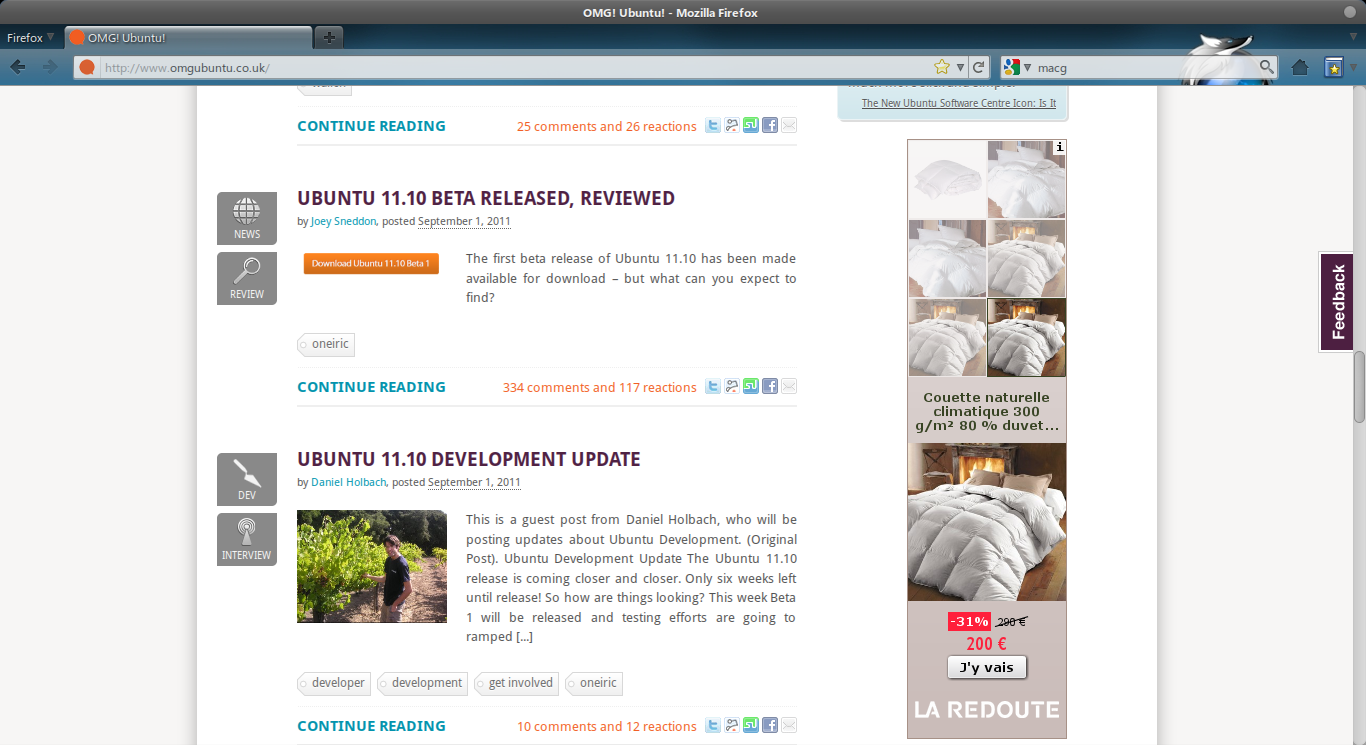 OMG! Ubuntu! - Mozilla Firefox
Firefox
OMG! Ubuntu!
http://www.omgubuntu.co.uk/
macg
The New Ubuntu Software Centre Icon: Is It
CONTINUE READING
25 comments and 26 reactions
UBUNTU 11.10 BETA RELEASED, REVIEWED
by Joey Sneddon, posted September 1, 2011
NEWS
REVIEW
Download Ubuntu 11.10 Beta 1
The first beta release of Ubuntu 11.10 has been made
available for download – but what can you expect to
find?
oneiric
CONTINUE READING
334 comments and 117 reactions
UBUNTU 11.10 DEVELOPMENT UPDATE
by Daniel Holbach, posted September 1, 2011
DEV
INTERVIEW
This is a guest post from Daniel Holbach, who will be
posting updates about Ubuntu Development. (Original
Post). Ubuntu Development Update The Ubuntu 11.10
release is coming closer and closer. Only six weeks left
until release! So how are things looking? This week Beta
1 will be released and testing efforts are going to
ramped [...]
developer
development
get involved
oneiric
CONTINUE READING
10 comments and 12 reactions
i
Couette naturelle
climatique 300
g/m² 80 % duvet...
-31% 290 €
200 €
J'y vais
LA REDOUTE
Feedback